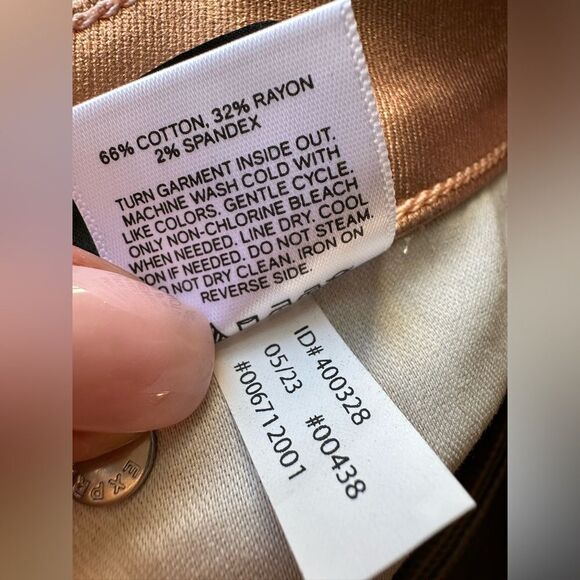 66% COTTON, 32% RAYON
2% SPANDEX
TURN GARMENT INSIDE OUT.
MACHINE WASH COLD WITH
LIKE COLORS. GENTLE CYCLE.
ONLY NON-CHLORINE BLEACH
WHEN NEEDED. LINE DRY. COOL
IF NEEDED. DO NOT STEAM.
NOT DRY CLEAN. IRON ON
REVERSE SIDE.
ID# 400328
05/23 #00438
#006712001
EXPR